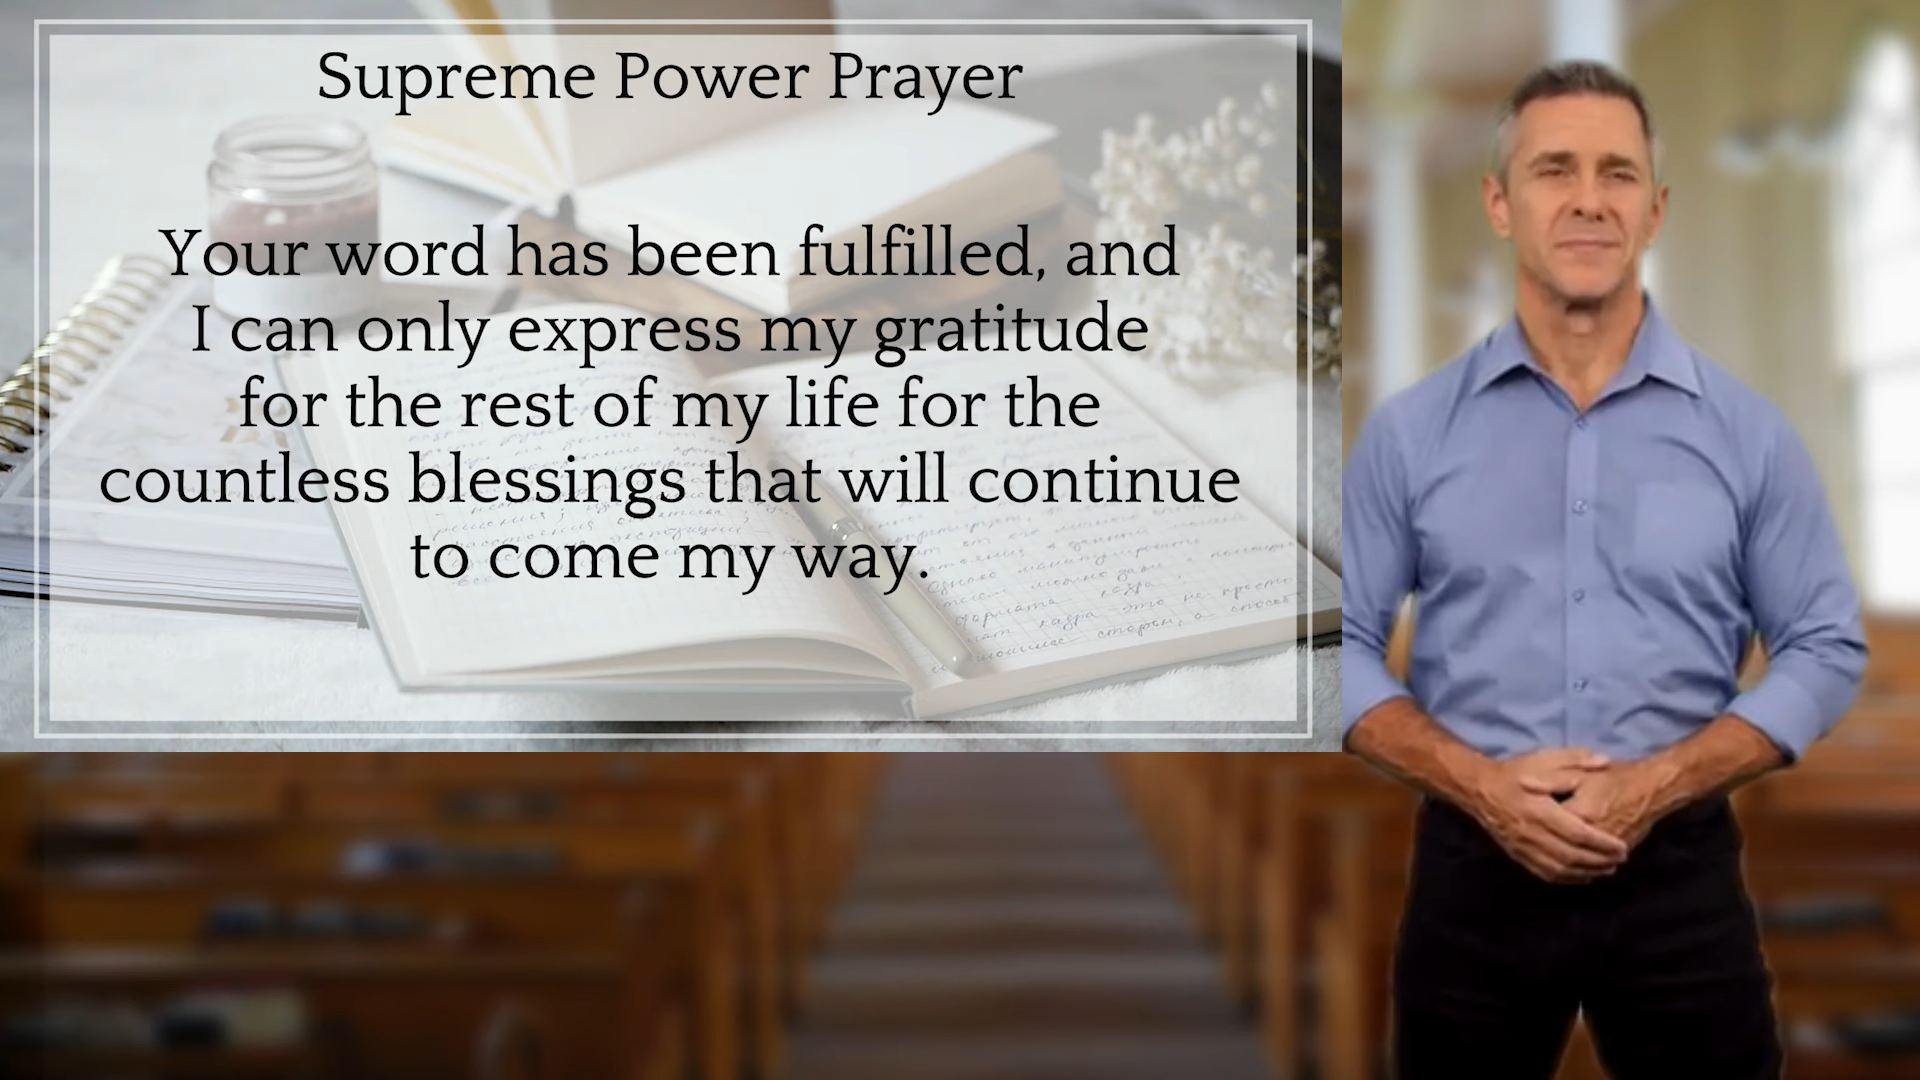 Supreme Power Prayer
Your word has been fulfilled, and
I can only express my gratitude
for the rest of my life for the
countless blessings that will continue
to come my way.